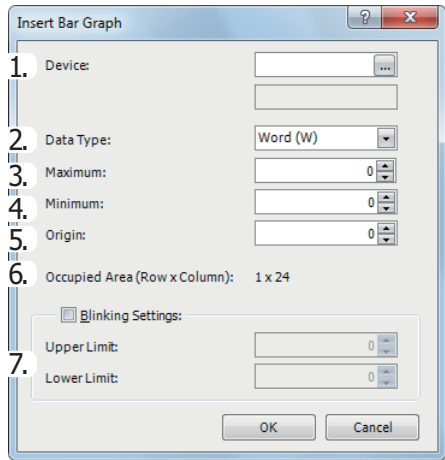 Insert Bar Graph
? X
1. Device: ...
2. Data Type: Word (W)
3. Maximum: 0
4. Minimum: 0
5. Origin: 0
6. Occupied Area (Row x Column): 1 x 24
Blinking Settings:
Upper Limit: 0
7.
Lower Limit: 0
OK Cancel